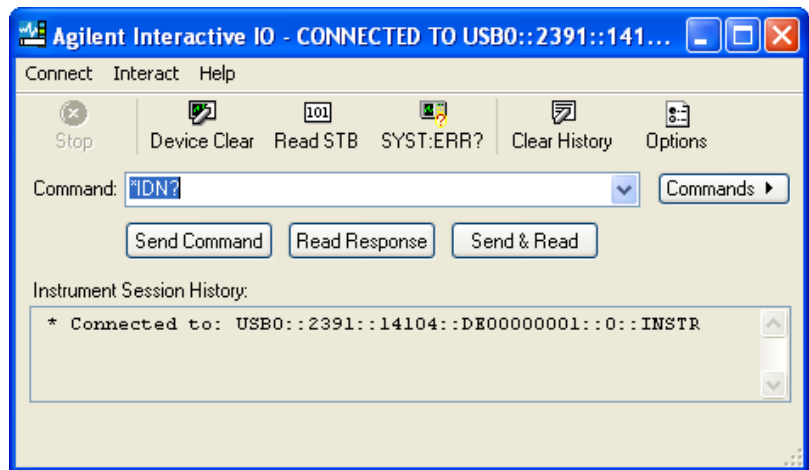 Agilent Interactive IO - CONNECTED TO USB0::2391::141...
Connect Interact Help
Stop Device Clear Read STB SYST:ERR? Clear History Options
Command: *IDN? Commands
Send Command Read Response Send & Read
Instrument Session History:
* Connected to: USB0::2391::14104::DE00000001::0::INSTR